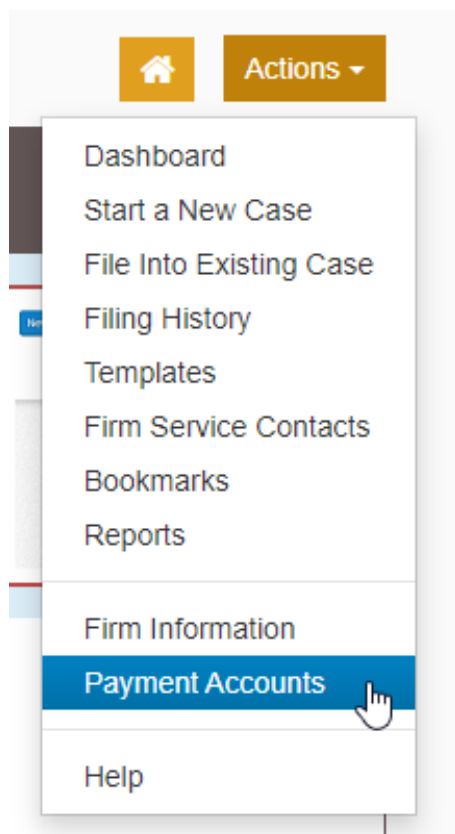 Actions
Dashboard
Start a New Case
File Into Existing Case
Filing History
Templates
Firm Service Contacts
Bookmarks
Reports
Firm Information
Payment Accounts
Help